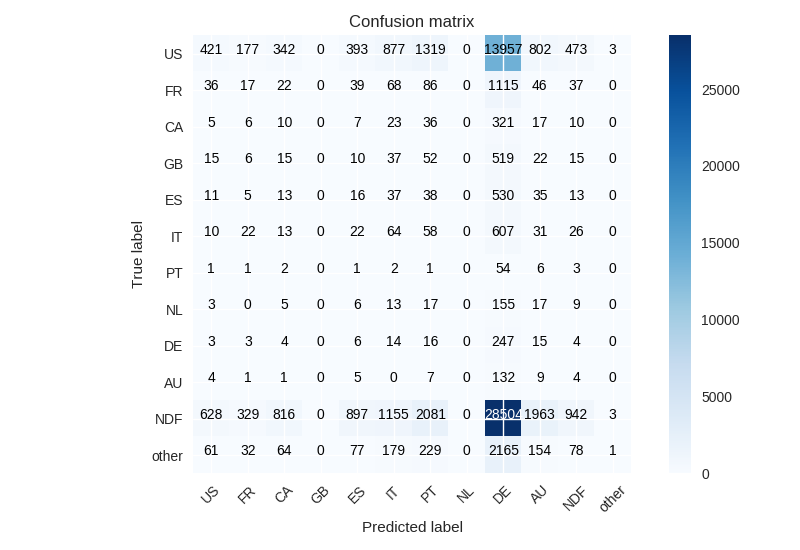 Confusion matrix
US 421 177 342 0 393 877 1319 0 13957 802 473 3
FR 36 17 22 0 39 68 86 0 1115 46 37 0
CA 5 6 10 0 7 23 36 0 321 17 10 0
GB 15 6 15 0 10 37 52 0 519 22 15 0
ES 11 5 13 0 16 37 38 0 530 35 13 0
IT 10 22 13 0 22 64 58 0 607 31 26 0
PT 1 1 2 0 1 2 1 0 54 6 3 0
NL 3 0 5 0 6 13 17 0 155 17 9 0
DE 3 3 4 0 6 14 16 0 247 15 4 0
AU 4 1 1 0 5 0 7 0 132 9 4 0
NDF 628 329 816 0 897 1155 2081 0 28504 1963 942 3
other 61 32 64 0 77 179 229 0 2165 154 78 1
US FR CA GB ES IT PT NL DE AU NDF other
Predicted label
True label
25000
20000
15000
10000
5000
0